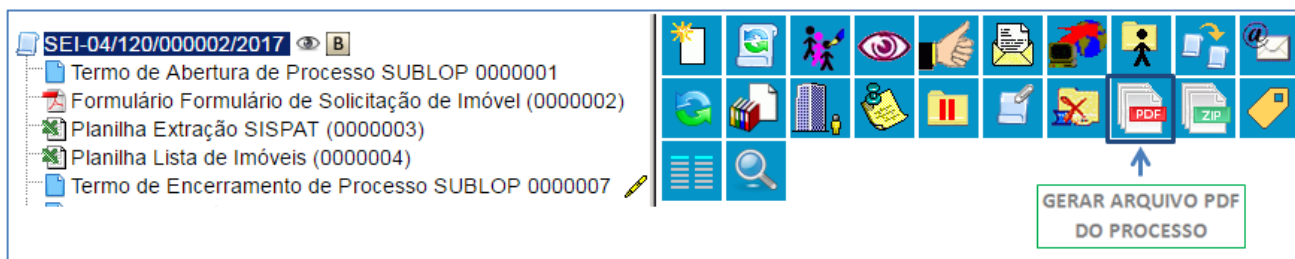 SEI-04/120/000002/2017 B
Termo de Abertura de Processo SUBLOP 0000001
Formulário Formulário de Solicitação de Imóvel (0000002)
Planilha Extração SISPAT (0000003)
Planilha Lista de Imóveis (0000004)
Termo de Encerramento de Processo SUBLOP 0000007
@
PDF
ZIP
GERAR ARQUIVO PDF
DO PROCESSO